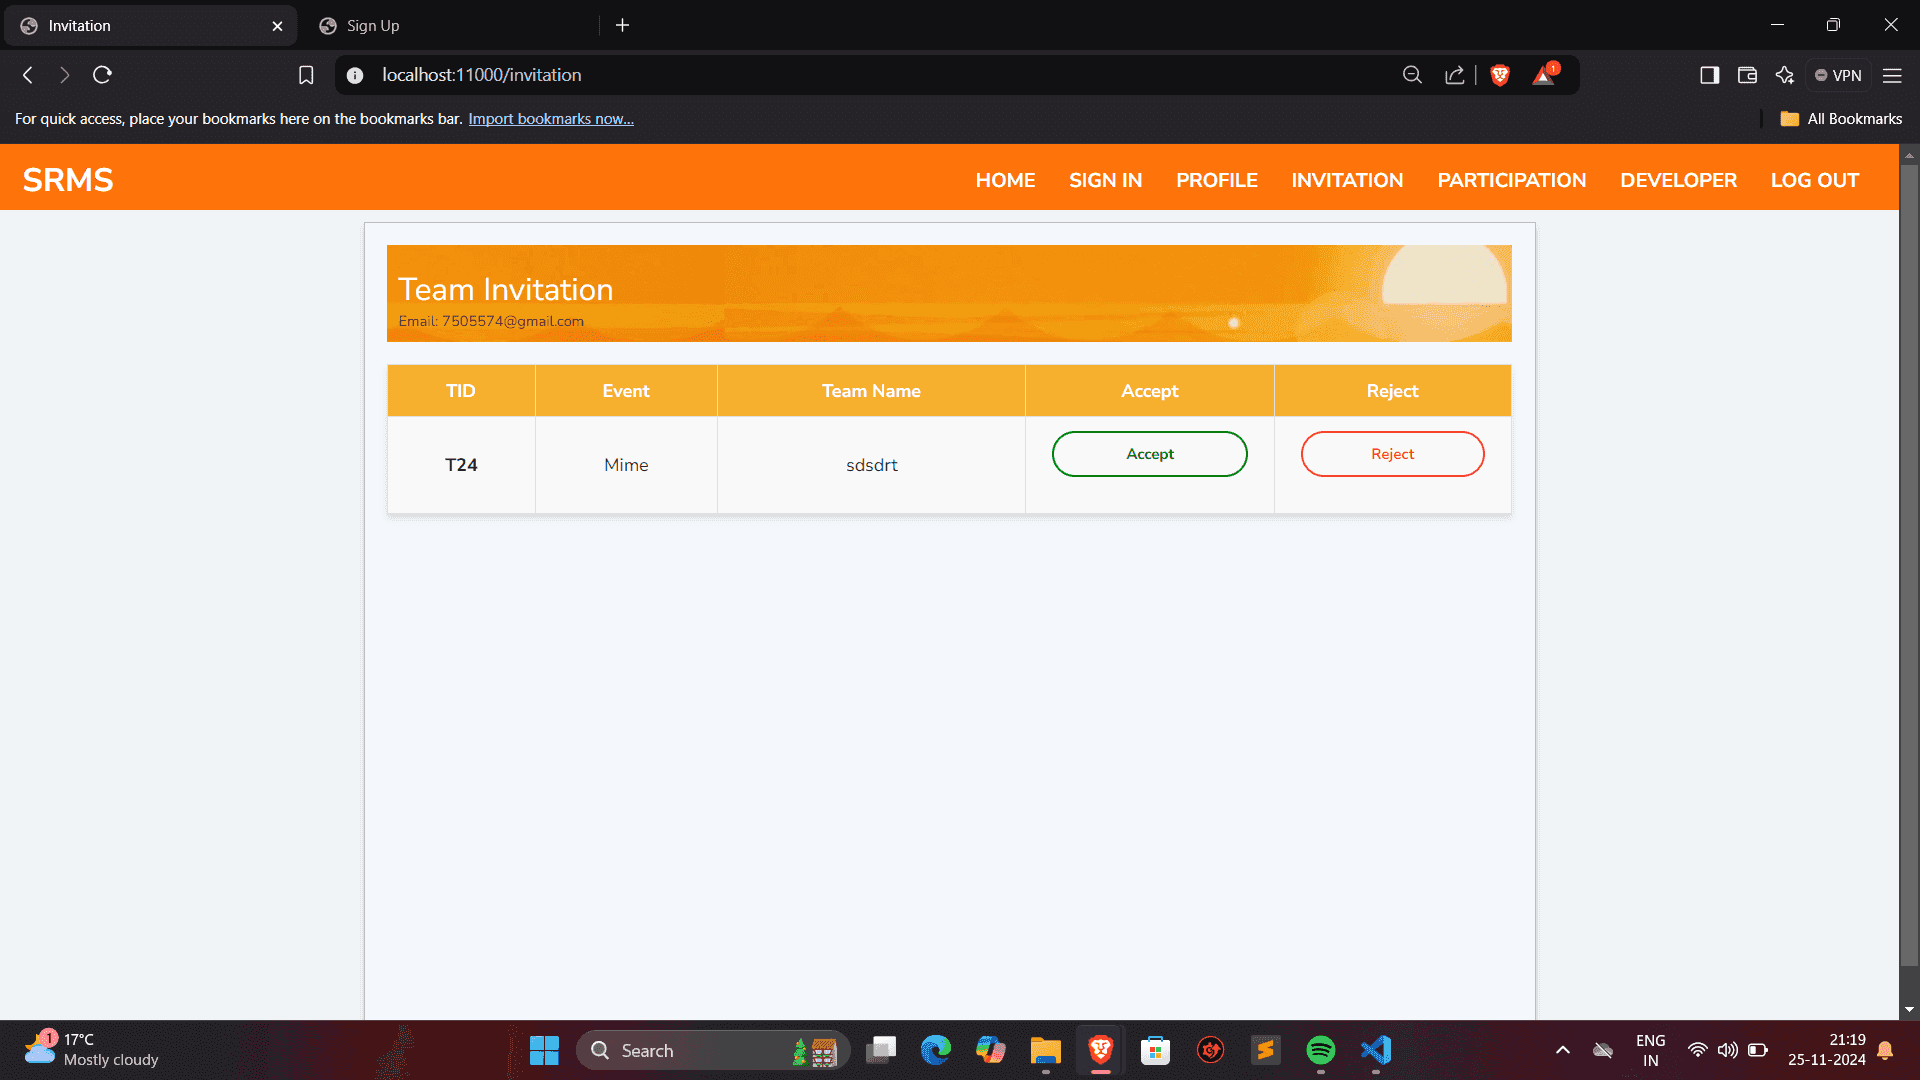 Invitation
Sign Up
localhost:11000/invitation
1
VPN
For quick access, place your bookmarks here on the bookmarks bar. Import bookmarks now...
All Bookmarks
SRMS
HOME SIGN IN PROFILE INVITATION PARTICIPATION DEVELOPER LOG OUT
Team Invitation
Email: 7505574@gmail.com
TID Event Team Name Accept Reject
T24 Mime sdsdrt Accept Reject
1
17°C
Mostly cloudy
Search
ENG
IN
21:19
25-11-2024